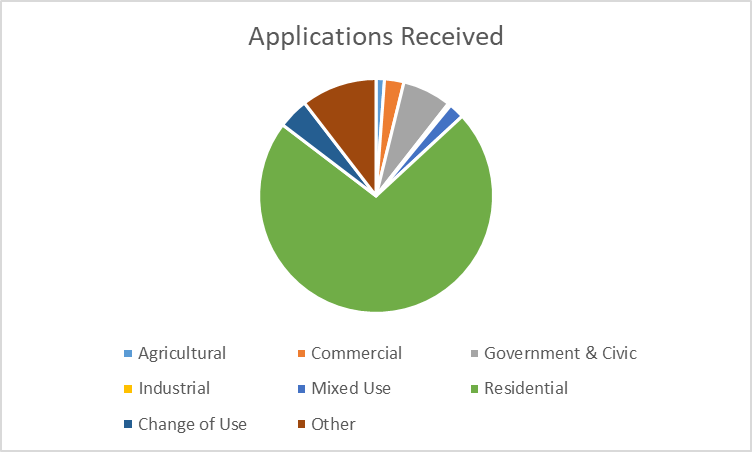 Applications Received
Agricultural
Commercial
Government & Civic
Industrial
Mixed Use
Residential
Change of Use
Other